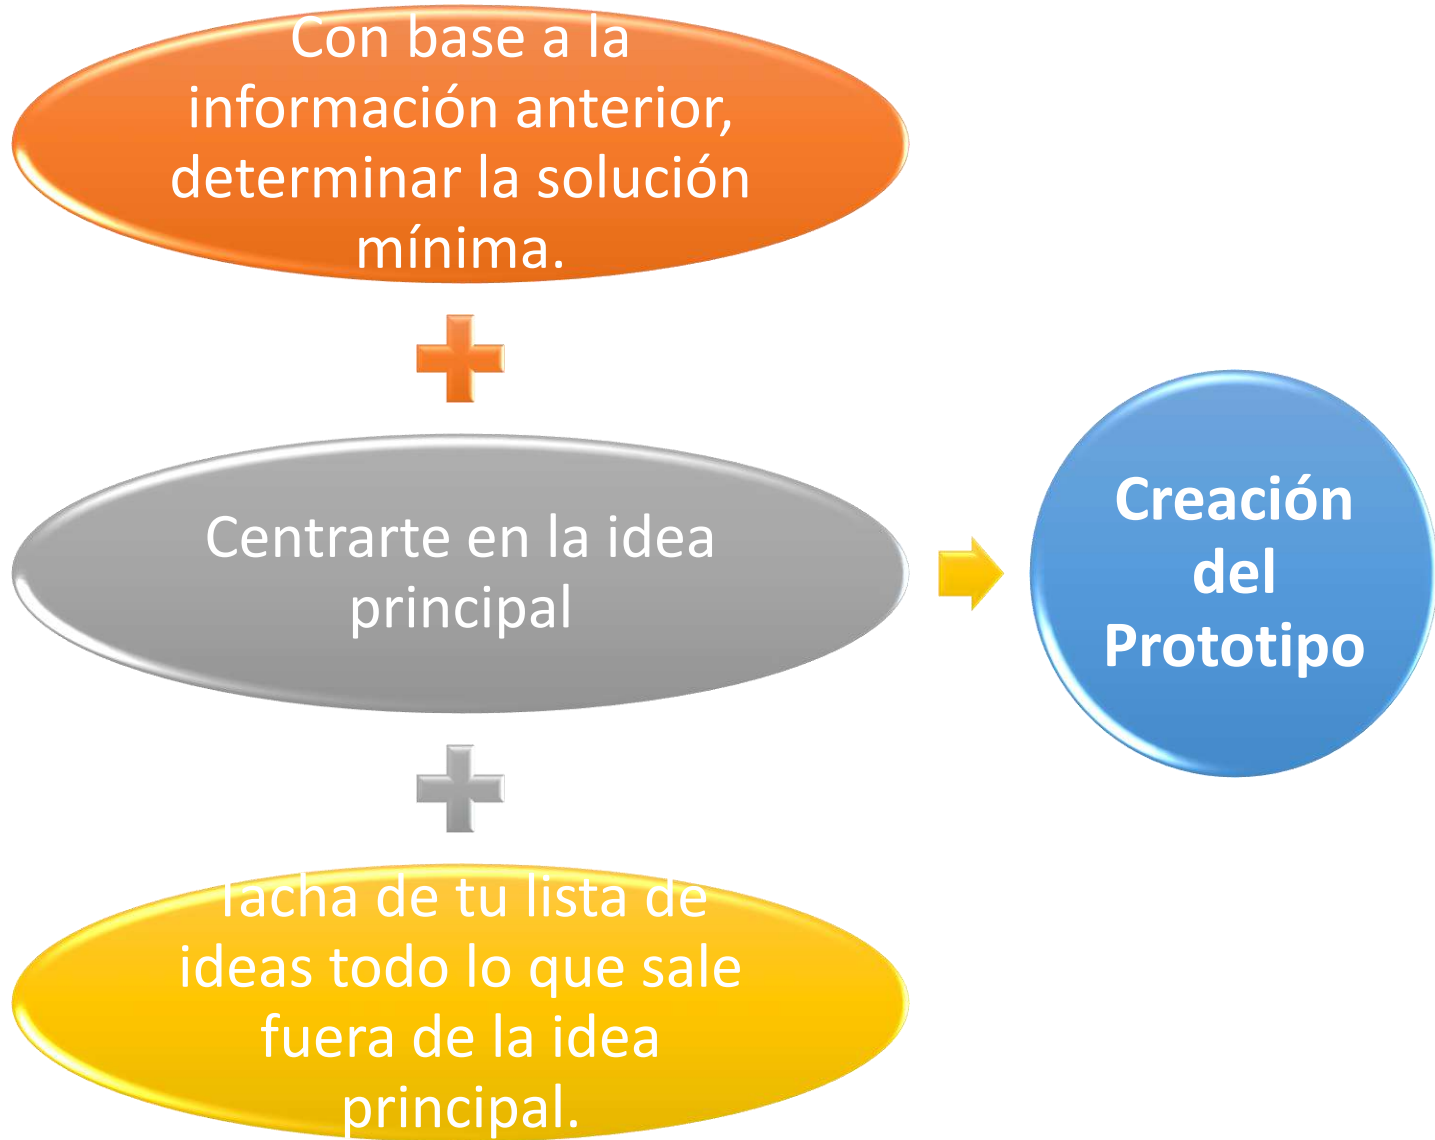 Con base a la
información anterior,
determinar la solución
mínima.
Centrarte en la idea
principal
Tacha de tu lista de
ideas todo lo que sale
fuera de la idea
principal.
Creación
del
Prototipo